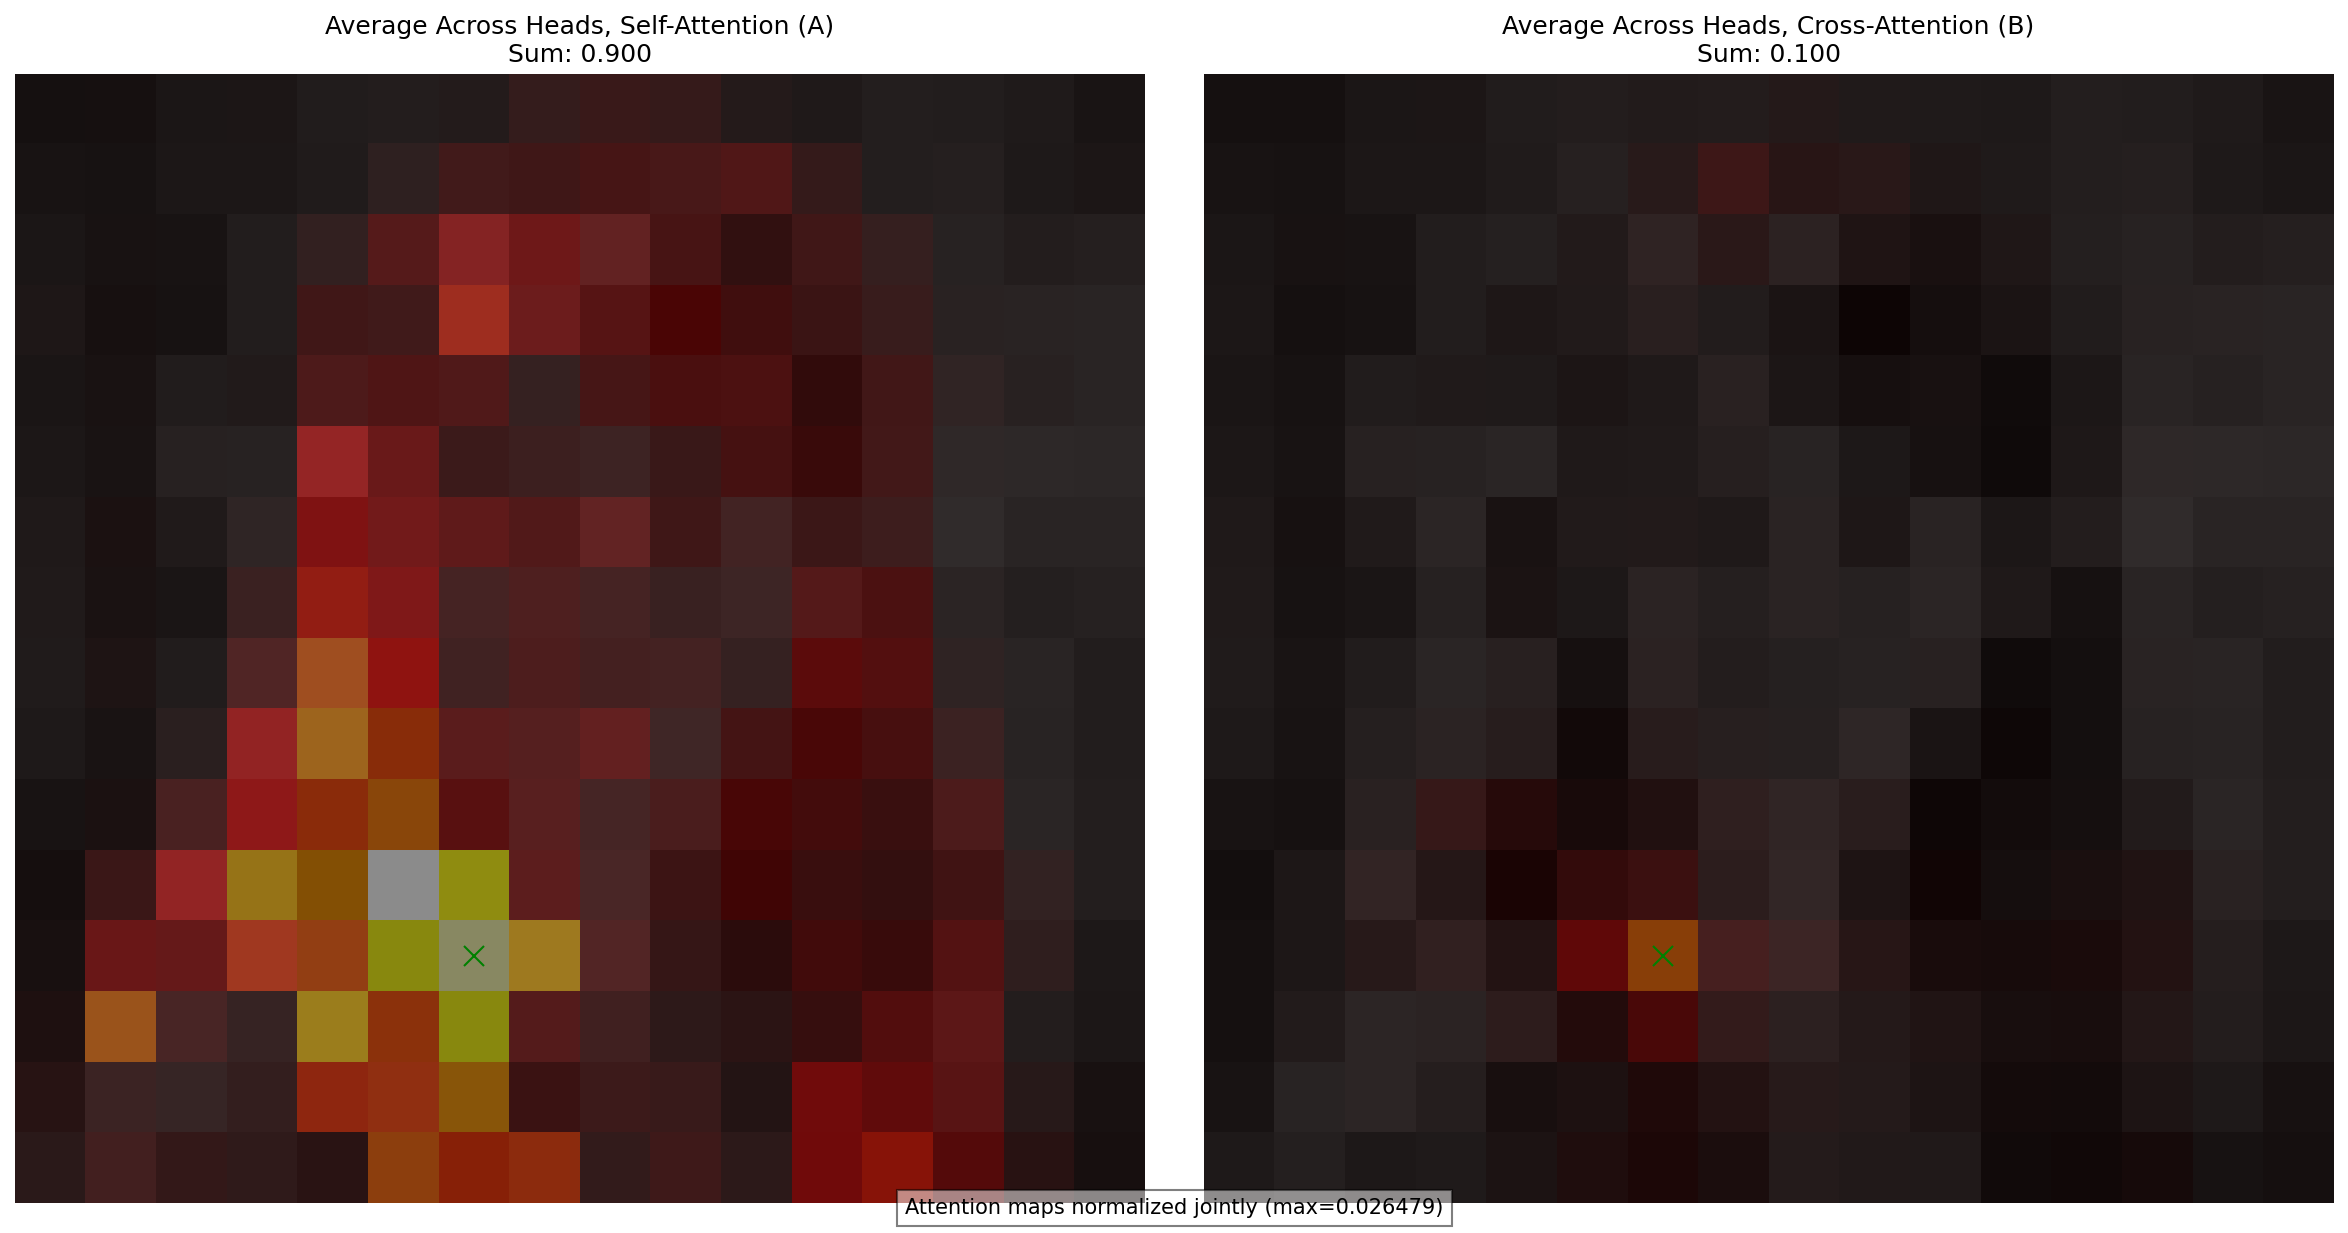 Average Across Heads, Self-Attention (A)
Sum: 0.900
Average Across Heads, Cross-Attention (B)
Sum: 0.100
Attention maps normalized jointly (max=0.026479)